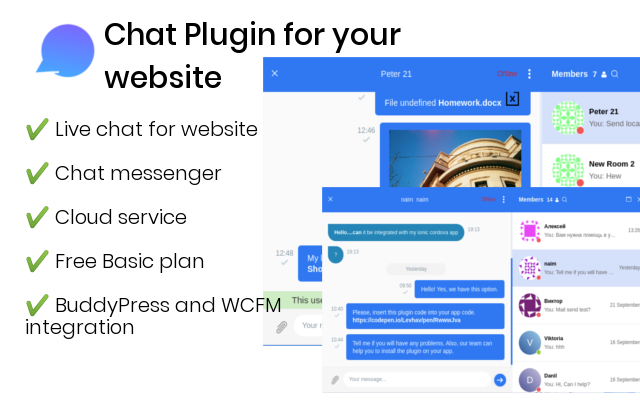 Chat Plugin for your
website
✔ Live chat for website
✔ Chat messenger
✔ Cloud service
✔ Free Basic plan
✔ BuddyPress and WCFM
integration
Peter 21
Offline
Members 7
File undefined Homework.docx
12:46
12:48
My
Sho
This use
Your
Peter 21
You: Send loca
New Room 2
You: Hew
naim naim
Offline
Members 14
Hello....can it be integrated with my ionic cordova app
19:13
?
19:33
Yesterday
Hello! Yes, we have this option.
Please, insert this plugin code into your app code.
https://codepen.io/Levhav/pen/RwwwJva
10:43
Tell me if you will have any problems. Also, our team can
help you to install the plugin on your app.
10:44
Your message...
Алексей
You: Вам нужна помощь в у...
13:28
naim
You: Tell me if you will have ...
Yesterday
Виктор
You: Mail send test?
21 September
V
Viktoria
You: Hhh
16 September
D
Danil
You: Hi, Can I help?
16 September